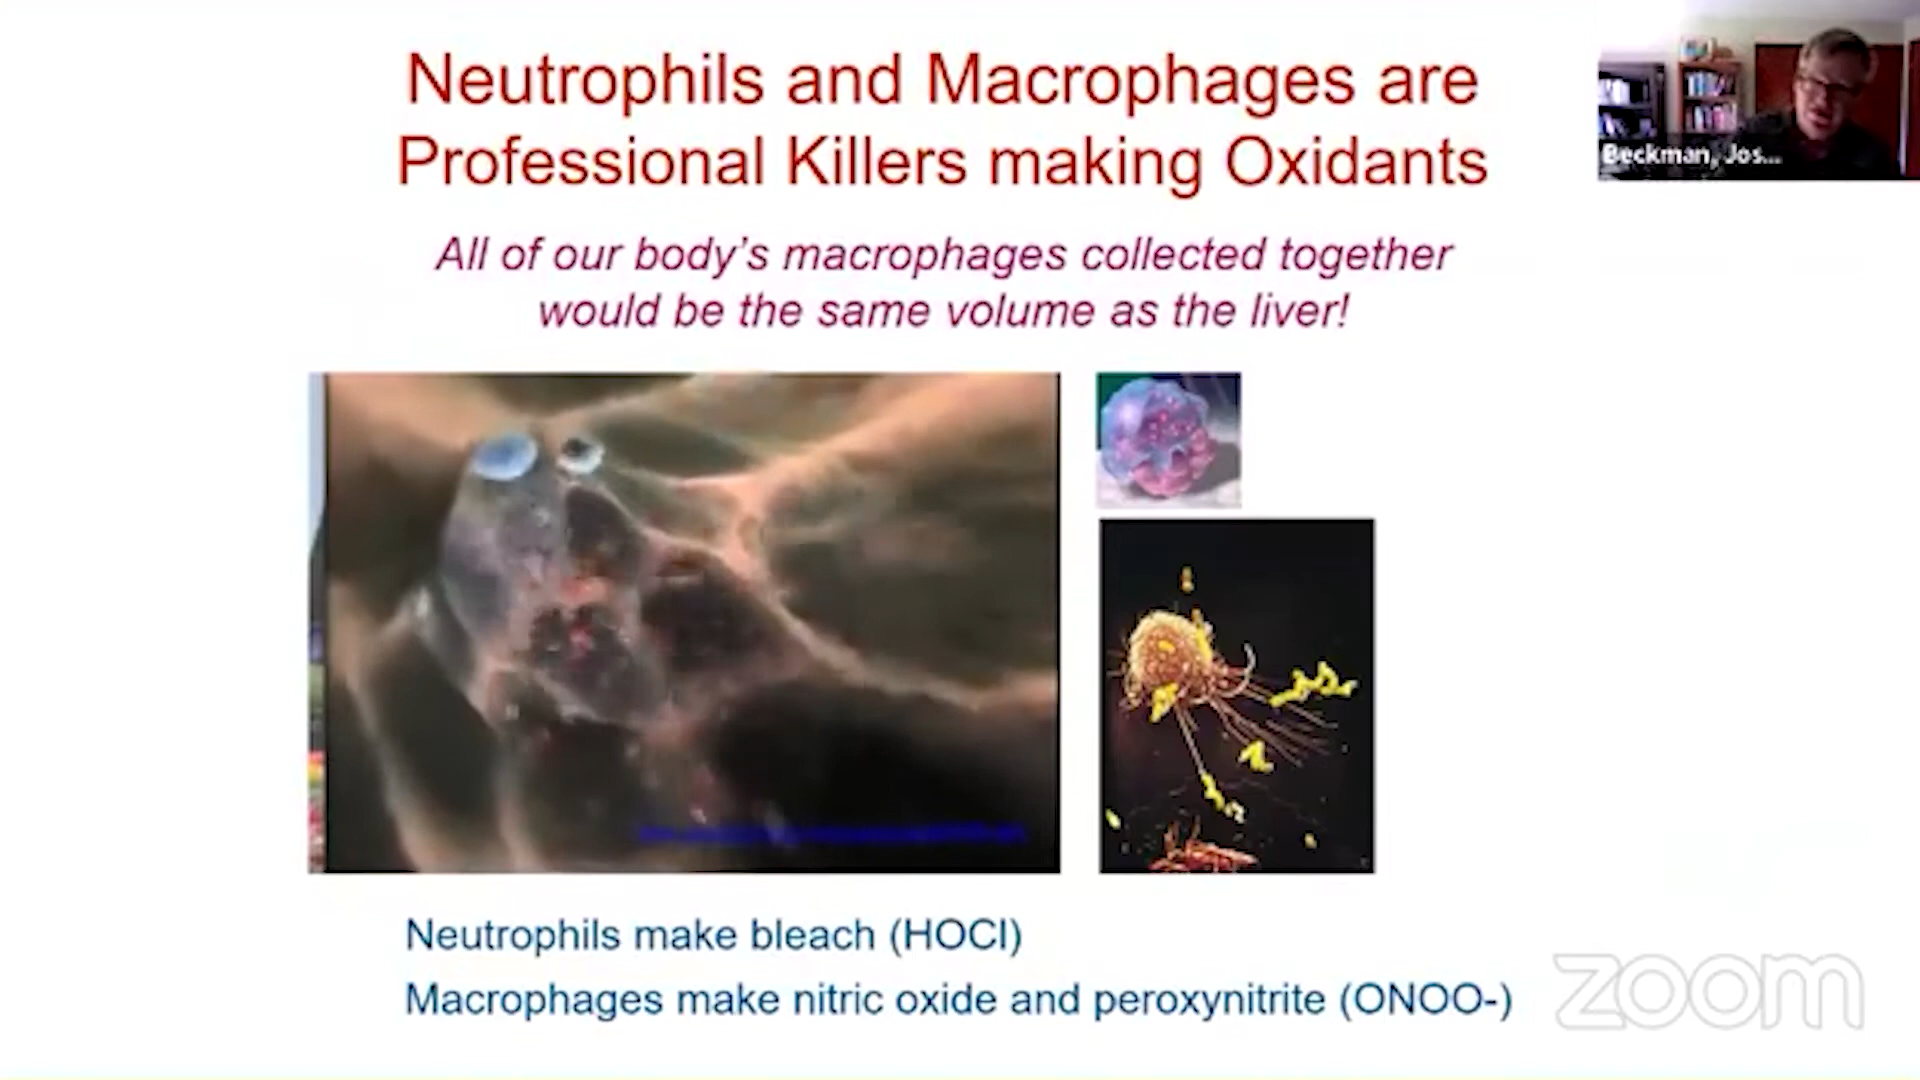 Neutrophils and Macrophages are
Professional Killers making Oxidants
Beckman, Jos...
All of our body's macrophages collected together
would be the same volume as the liver!
Neutrophils make bleach (HOCl)
Macrophages make nitric oxide and peroxynitrite (ONOO-)
zoom